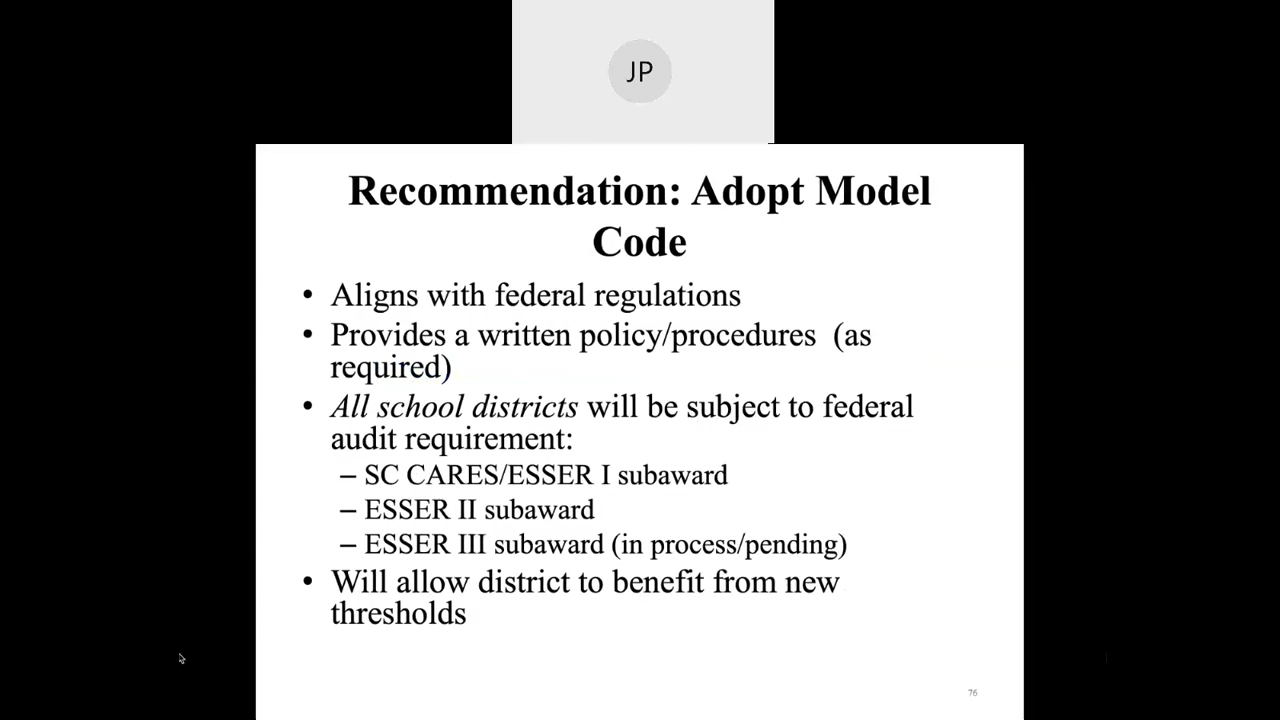 JP
Recommendation: Adopt Model
Code
• Aligns with federal regulations
• Provides a written policy/procedures (as
required)
• All school districts will be subject to federal
audit requirement:
– SC CARES/ESSER I subaward
– ESSER II subaward
– ESSER III subaward (in process/pending)
• Will allow district to benefit from new
thresholds
76